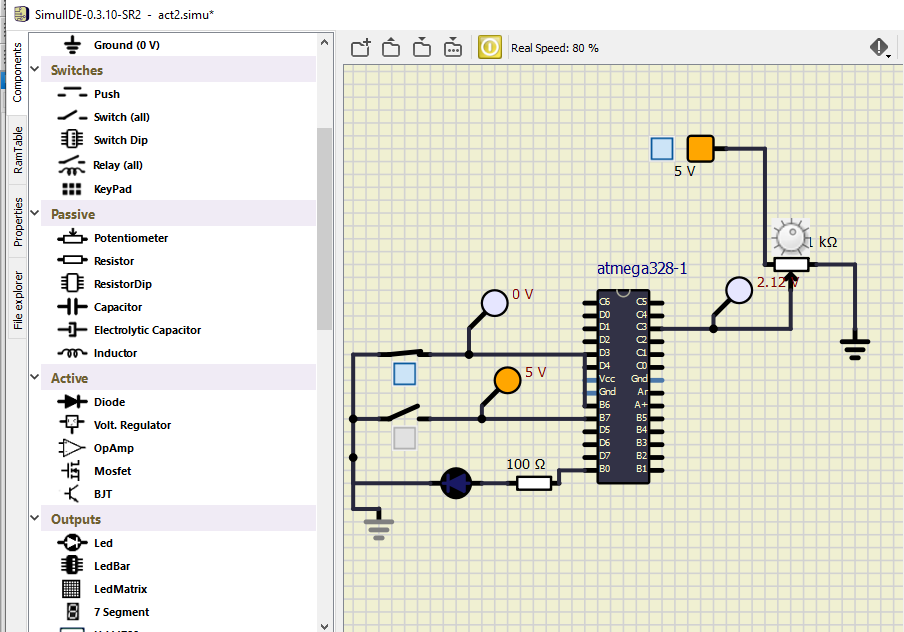 SimulIDE-0.3.10-SR2 - act2.simu*
Components
RamTable
Properties
File explorer
Ground (0 V)
Switches
Push
Switch (all)
Switch Dip
Relay (all)
KeyPad
Passive
Potentiometer
Resistor
ResistorDip
Capacitor
Electrolytic Capacitor
Inductor
Active
Diode
Volt. Regulator
OpAmp
Mosfet
BJT
Outputs
Led
LedBar
LedMatrix
7 Segment
Real Speed: 80 %
5 V
1 kΩ
atmega328-1
2.12 V
0 V
5 V
100 Ω
C6 C5
D0 C4
D1 C3
D2 C2
D3 C1
D4 C0
Vcc Gnd
Gnd Ar
B6 A+
B7 B5
D5 B4
D6 B3
D7 B2
B0 B1